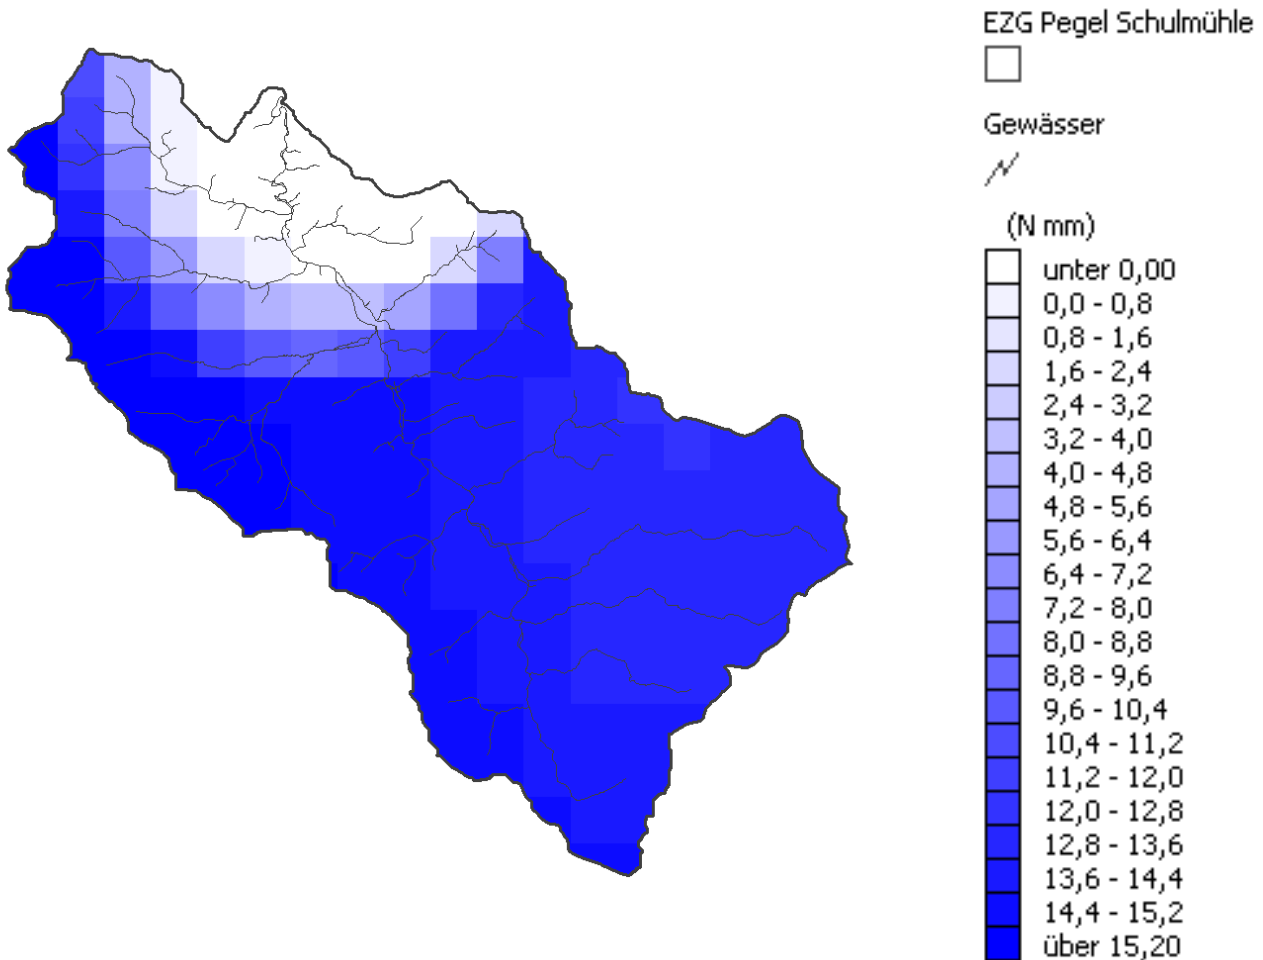 EZG Pegel Schulmühle
Gewässer
(N mm)
unter 0,00
0,0 - 0,8
0,8 - 1,6
1,6 - 2,4
2,4 - 3,2
3,2 - 4,0
4,0 - 4,8
4,8 - 5,6
5,6 - 6,4
6,4 - 7,2
7,2 - 8,0
8,0 - 8,8
8,8 - 9,6
9,6 - 10,4
10,4 - 11,2
11,2 - 12,0
12,0 - 12,8
12,8 - 13,6
13,6 - 14,4
14,4 - 15,2
über 15,20